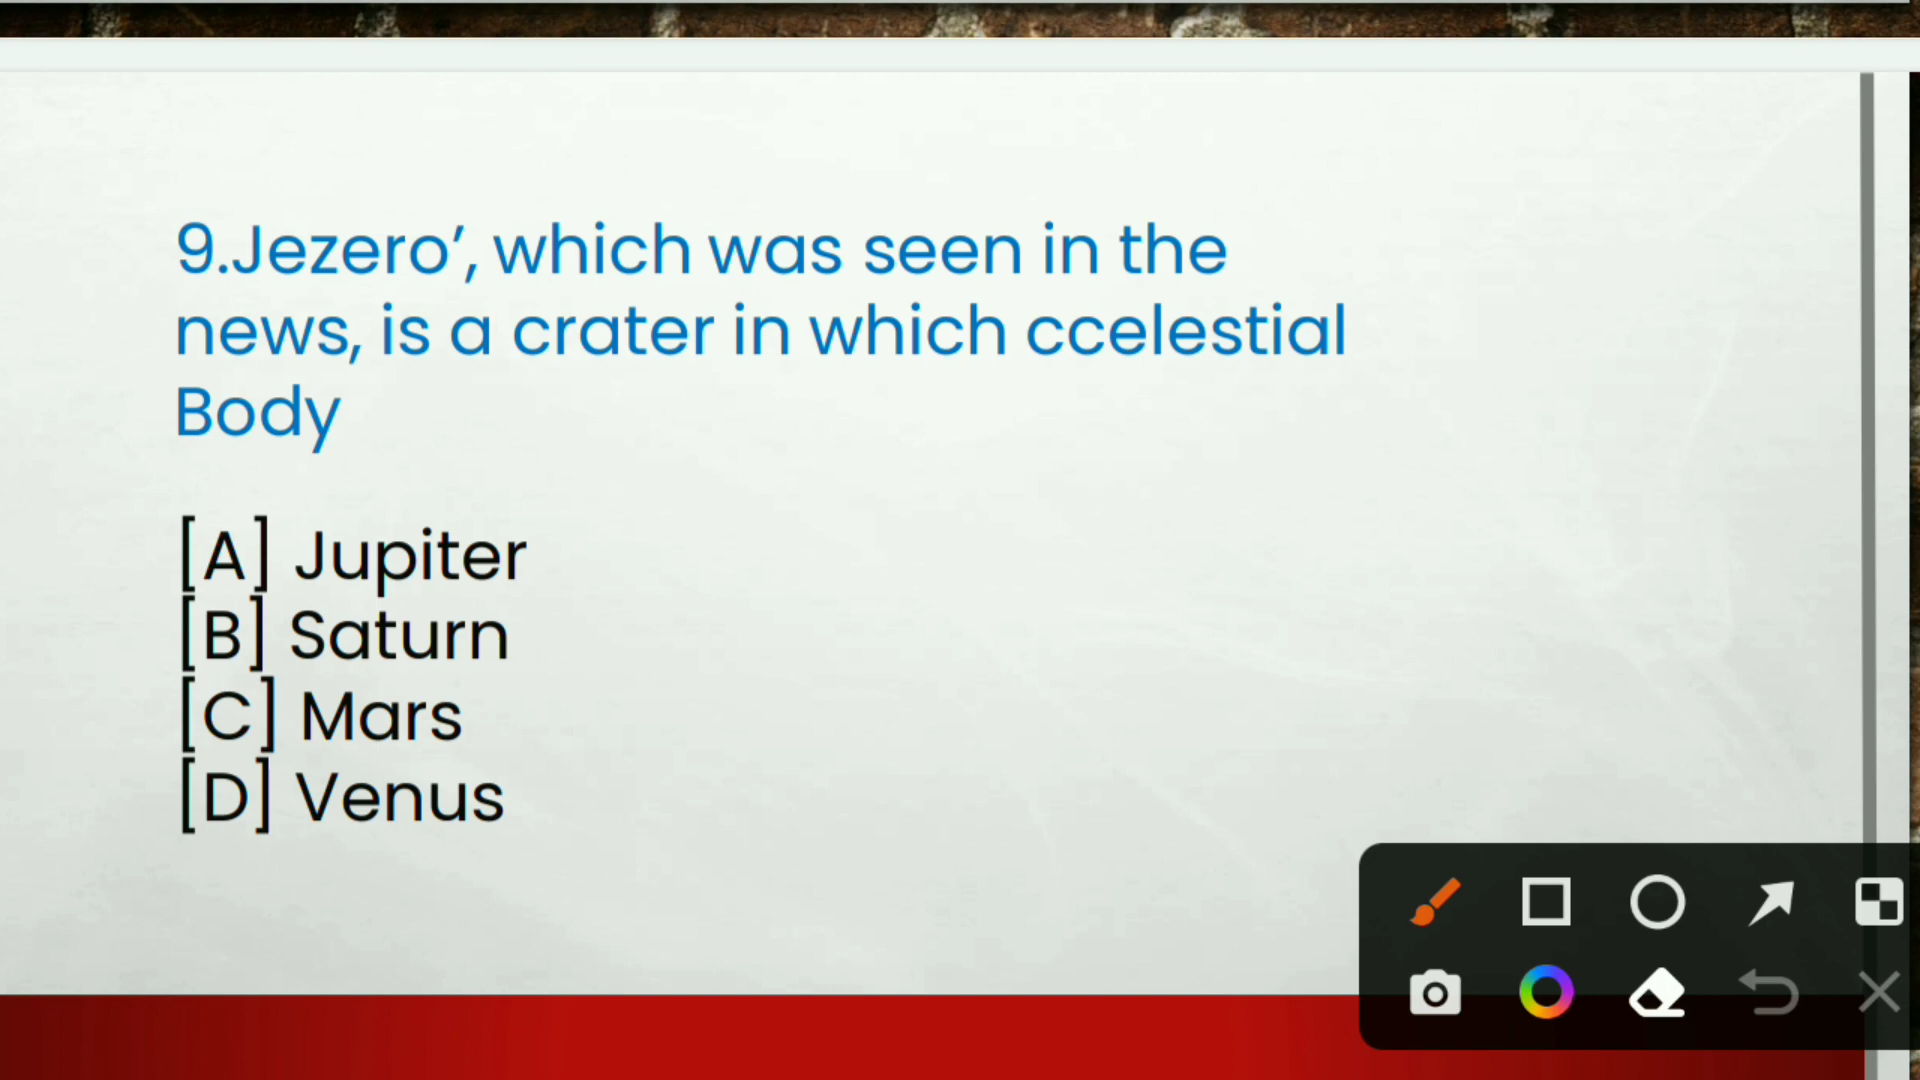 9.Jezero’, which was seen in the
news, is a crater in which ccelestial
Body
[A] Jupiter
[B] Saturn
[C] Mars
[D] Venus